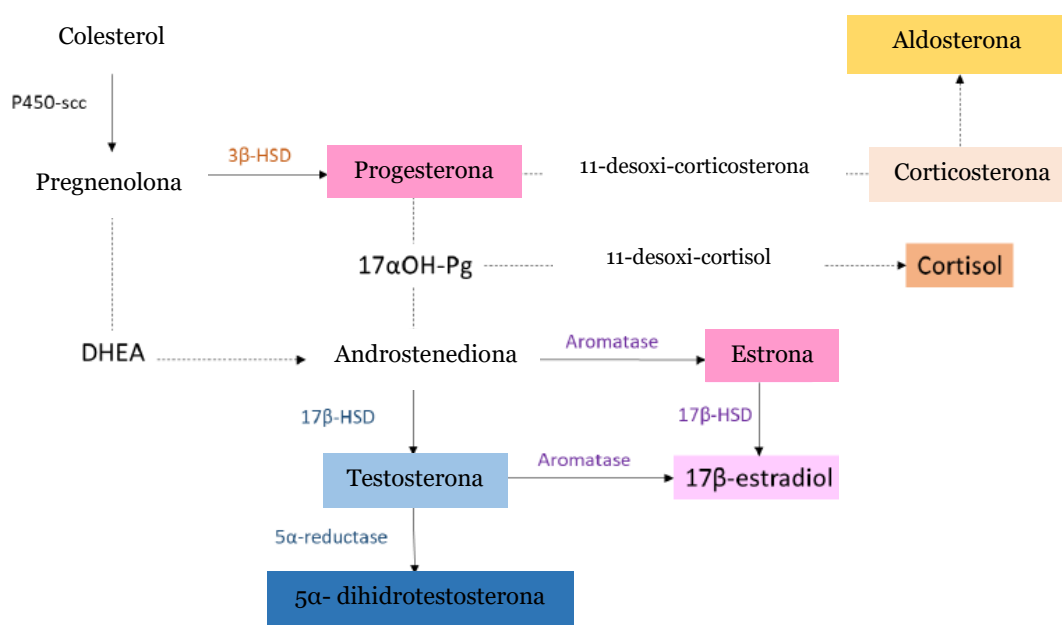 Colesterol
Aldosterona
P450-scc
3β-HSD
Pregnenolona
Progesterona
11-desoxi-corticosterona
Corticosterona
17αOH-Pg
11-desoxi-cortisol
Cortisol
DHEA
Androstenediona
Aromatase
Estrona
17β-HSD
17β-HSD
Testosterona
Aromatase
17β-estradiol
5α-reductase
5α- dihidrotestosterona